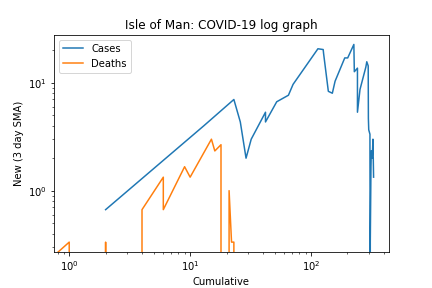 Isle of Man: COVID-19 log graph
Cases
Deaths
New (3 day SMA)
10¹
10⁰
10⁰ 10¹ 10²
Cumulative